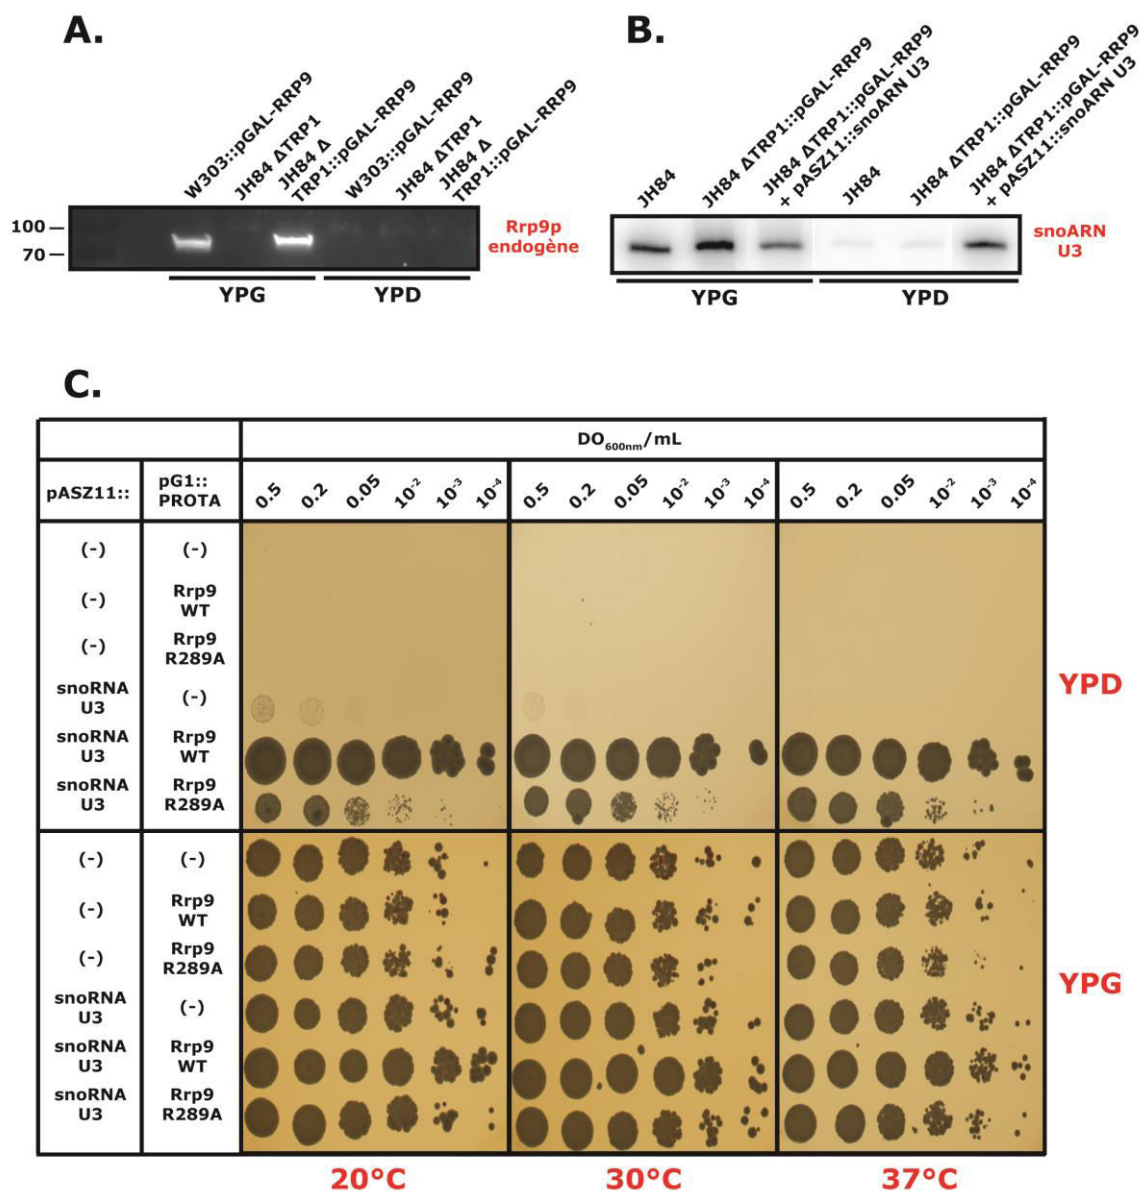 A.
W303::pGAL-RRP9
JH84 ΔTRP1
JH84 Δ
TRP1::pGAL-RRP9
W303::pGAL-RRP9
JH84 ΔTRP1
JH84 Δ
TRP1::pGAL-RRP9
100
70
Rrp9p
endogène
YPG
YPD
B.
JH84
JH84 ΔTRP1::pGAL-RRP9
JH84 ΔTRP1::pGAL-RRP9
+ pASZ11::snoARN U3
JH84
JH84 ΔTRP1::pGAL-RRP9
JH84 ΔTRP1::pGAL-RRP9
+ pASZ11::snoARN U3
snoARN
U3
YPG
YPD
C.
DO600nm/mL
pASZ11::
pG1::
PROTA
0.5 0.2 0.05 10-2 10-3 10-4
0.5 0.2 0.05 10-2 10-3 10-4
0.5 0.2 0.05 10-2 10-3 10-4
(-) (-)
(-) Rrp9
WT
(-) Rrp9
R289A
snoRNA
U3
(-)
snoRNA
U3
Rrp9
WT
snoRNA
U3
Rrp9
R289A
YPD
(-) (-)
(-) Rrp9
WT
(-) Rrp9
R289A
snoRNA
U3
(-)
snoRNA
U3
Rrp9
WT
snoRNA
U3
Rrp9
R289A
YPG
20°C
30°C
37°C